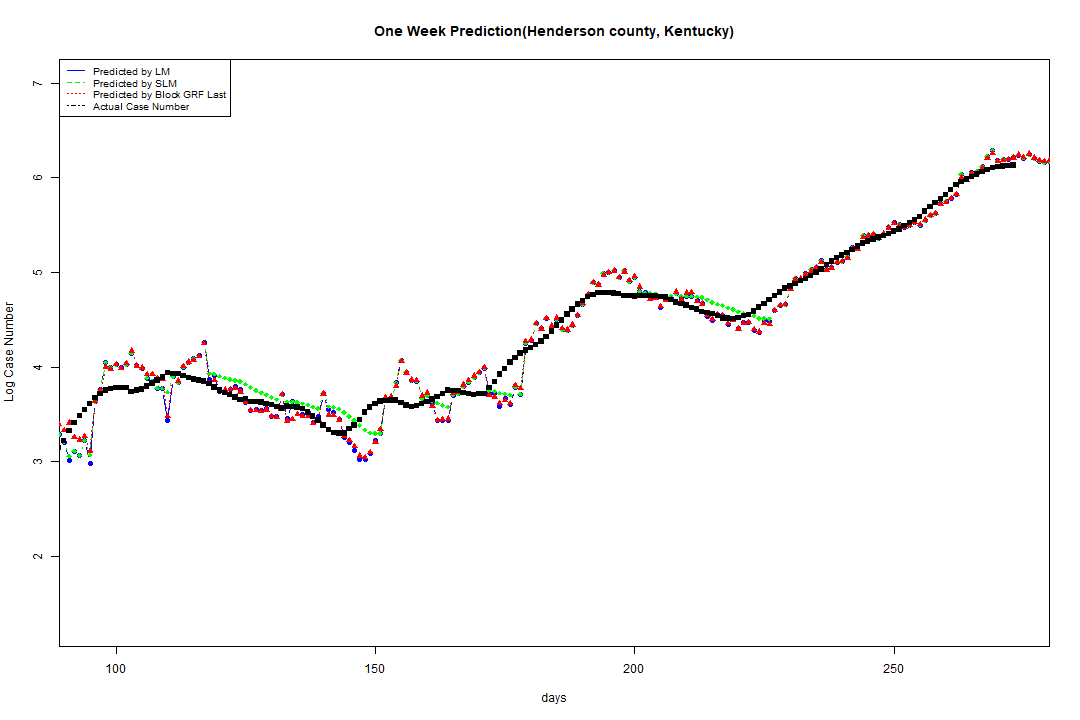 One Week Prediction(Henderson county, Kentucky)
Predicted by LM
Predicted by SLM
Predicted by Block GRF Last
Actual Case Number
7
6
5
4
3
2
Log Case Number
100 150 200 250
days